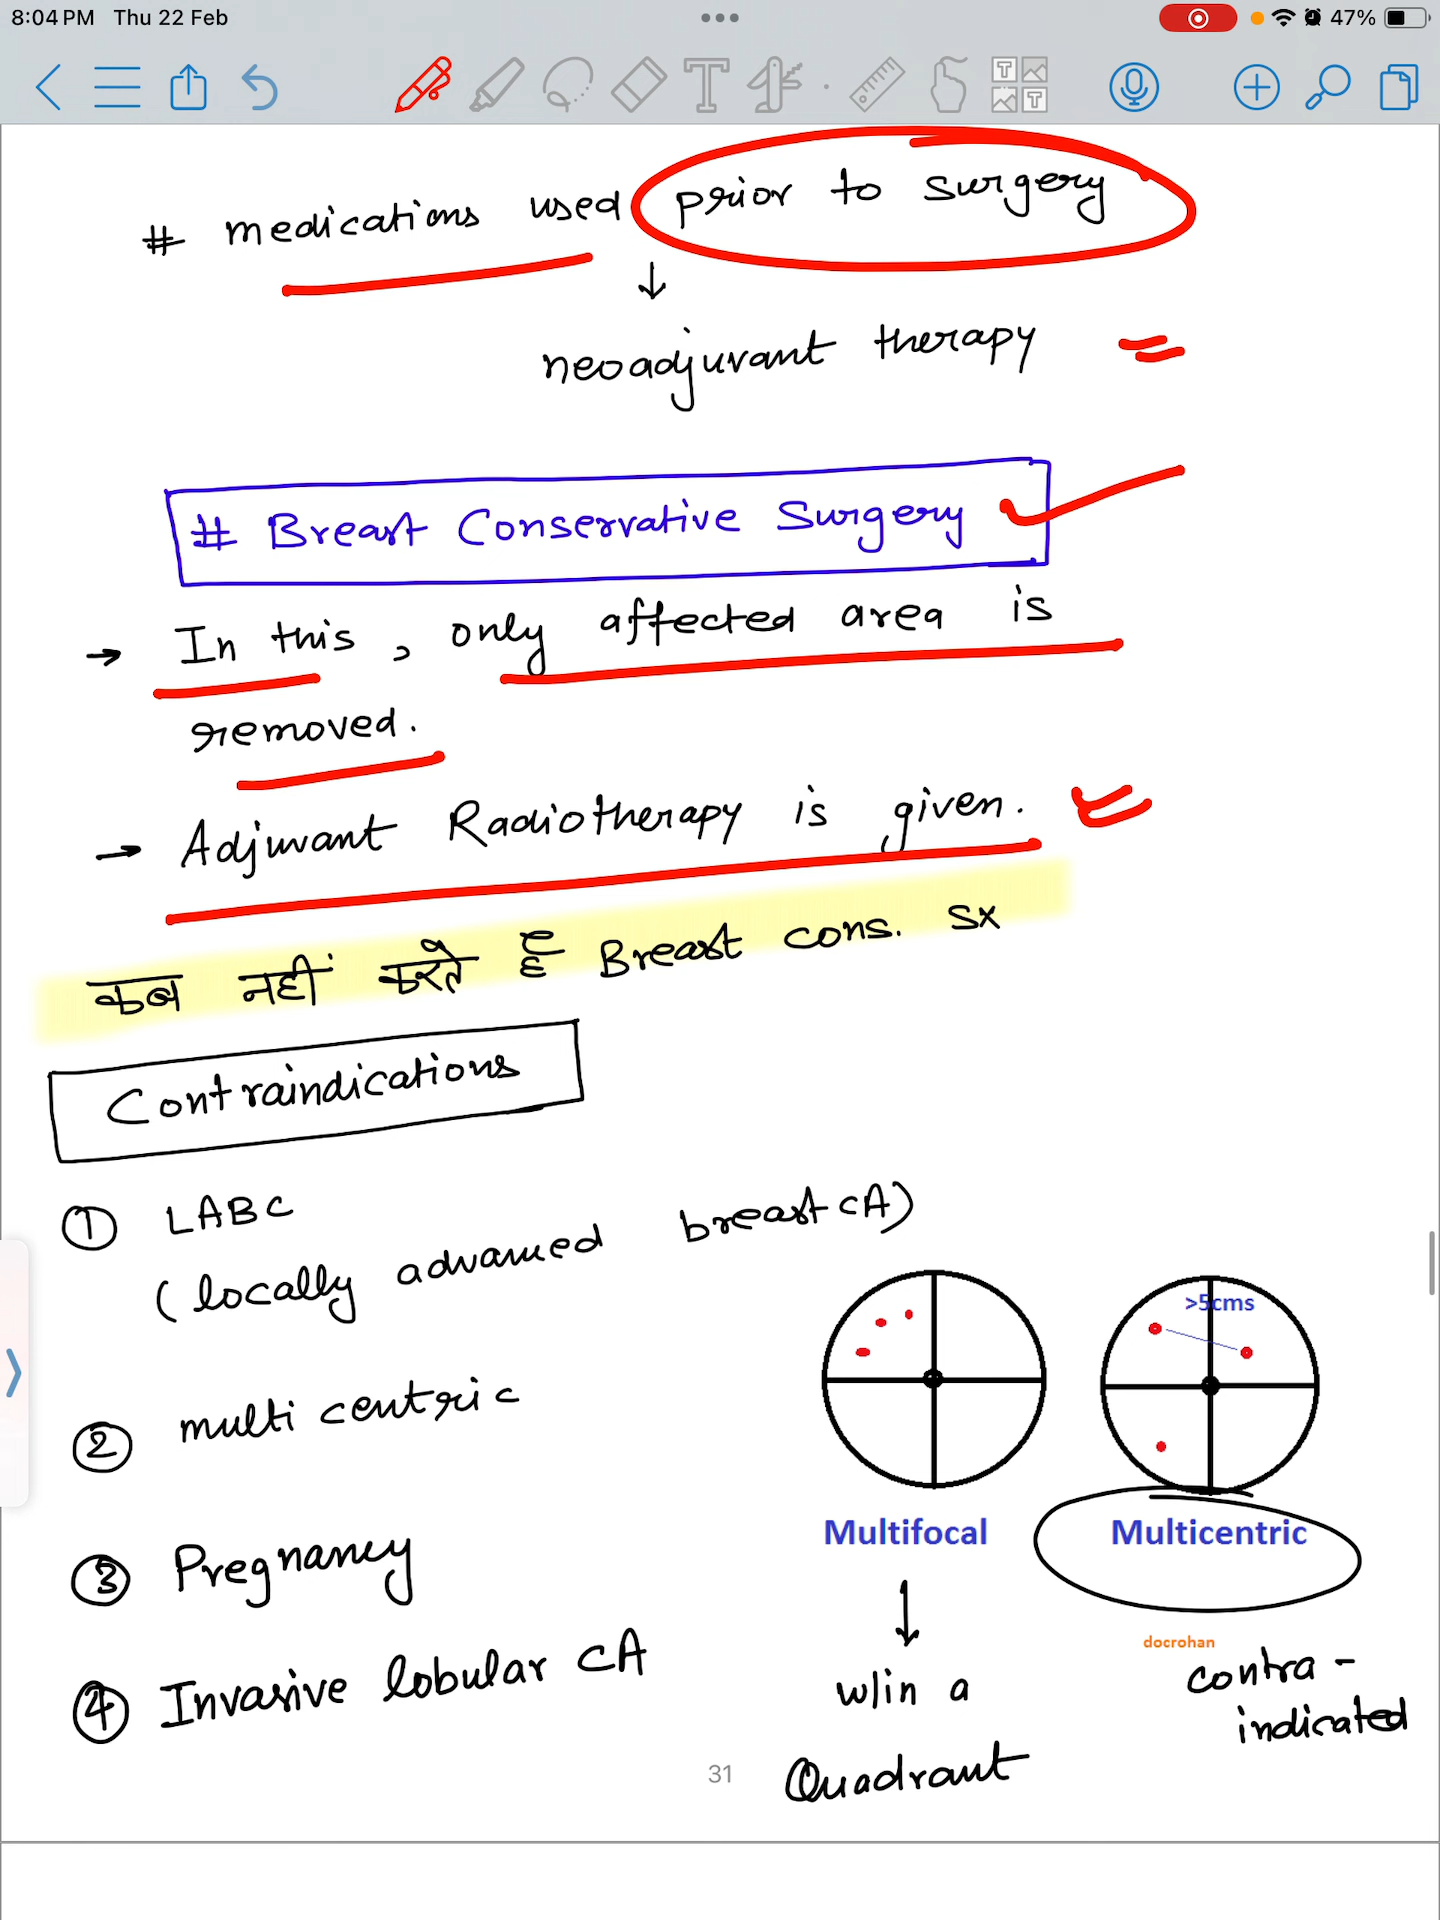 8:04 PM Thu 22 Feb 47%
# medications used prior to surgery
↓
neoadjuvant therapy
# Breast Conservative Surgery
→ In this, only affected area is
removed.
→ Adjuvant Radiotherapy is given.
कब नहीं करते है Breast cons. Sx
Contraindications
① LABC
(locally advanced breast CA)
② multi centric
③ Pregnancy
④ Invasive lobular CA
>5cms
Multifocal
↓
w/in a
Quadrant
Multicentric
docrohan
contra-
indicated
31